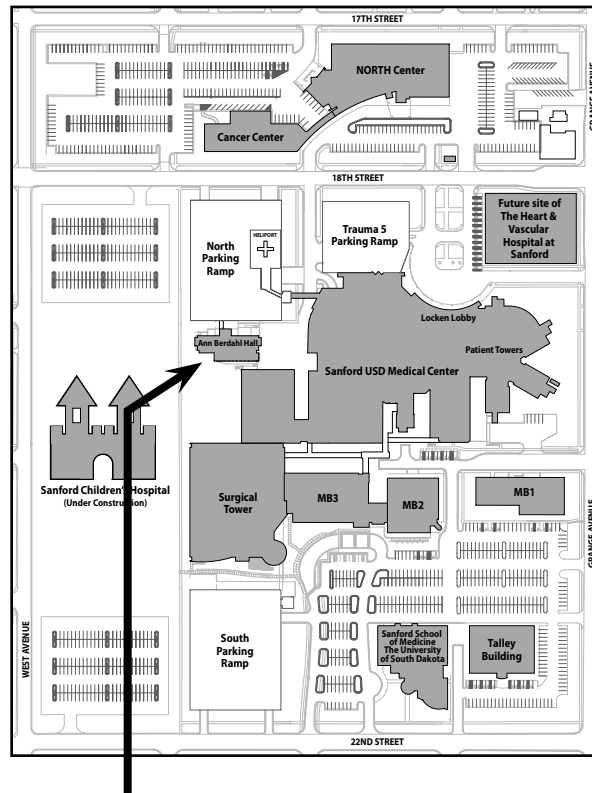 17TH STREET
NORTH Center
GRANGE AVENUE
Cancer Center
18TH STREET
Future site of
The Heart &
Vascular
Hospital at
Sanford
North
Parking
Ramp
HELIPORT
Trauma 5
Parking Ramp
Locken Lobby
Ann Berdahl Hall
Patient Towers
Sanford USD Medical Center
Sanford Children's Hospital
(Under Construction)
Surgical
Tower
MB3
MB2
MB1
GRANGE AVENUE
WEST AVENUE
South
Parking
Ramp
Sanford School
of Medicine
The University
of South Dakota
Talley
Building
22ND STREET